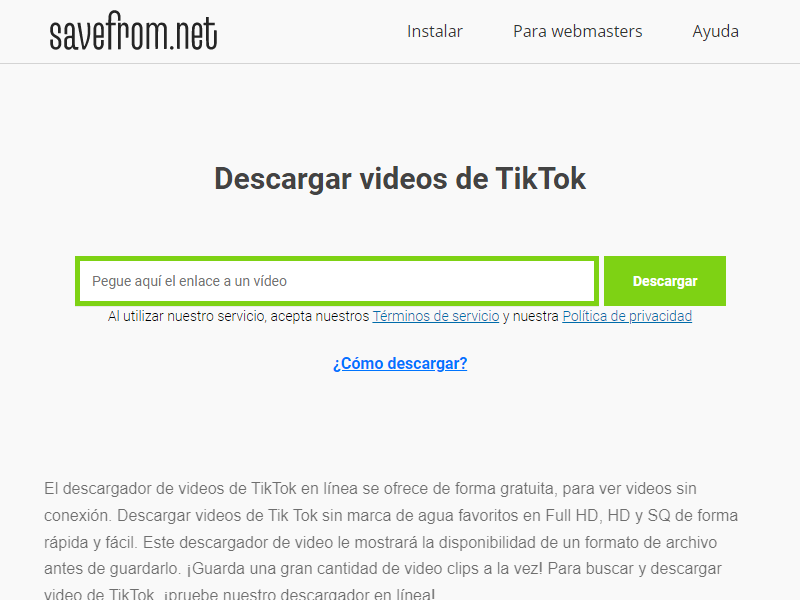 savefrom.net
Instalar
Para webmasters
Ayuda
Descargar videos de TikTok
Pegue aquí el enlace a un vídeo
Descargar
Al utilizar nuestro servicio, acepta nuestros Términos de servicio y nuestra Política de privacidad
¿Cómo descargar?
El descargador de videos de TikTok en línea se ofrece de forma gratuita, para ver videos sin
conexión. Descargar videos de Tik Tok sin marca de agua favoritos en Full HD, HD y SQ de forma
rápida y fácil. Este descargador de video le mostrará la disponibilidad de un formato de archivo
antes de guardarlo. ¡Guarda una gran cantidad de video clips a la vez! Para buscar y descargar
video de TikTok, ¡pruebe nuestro descargador en línea!